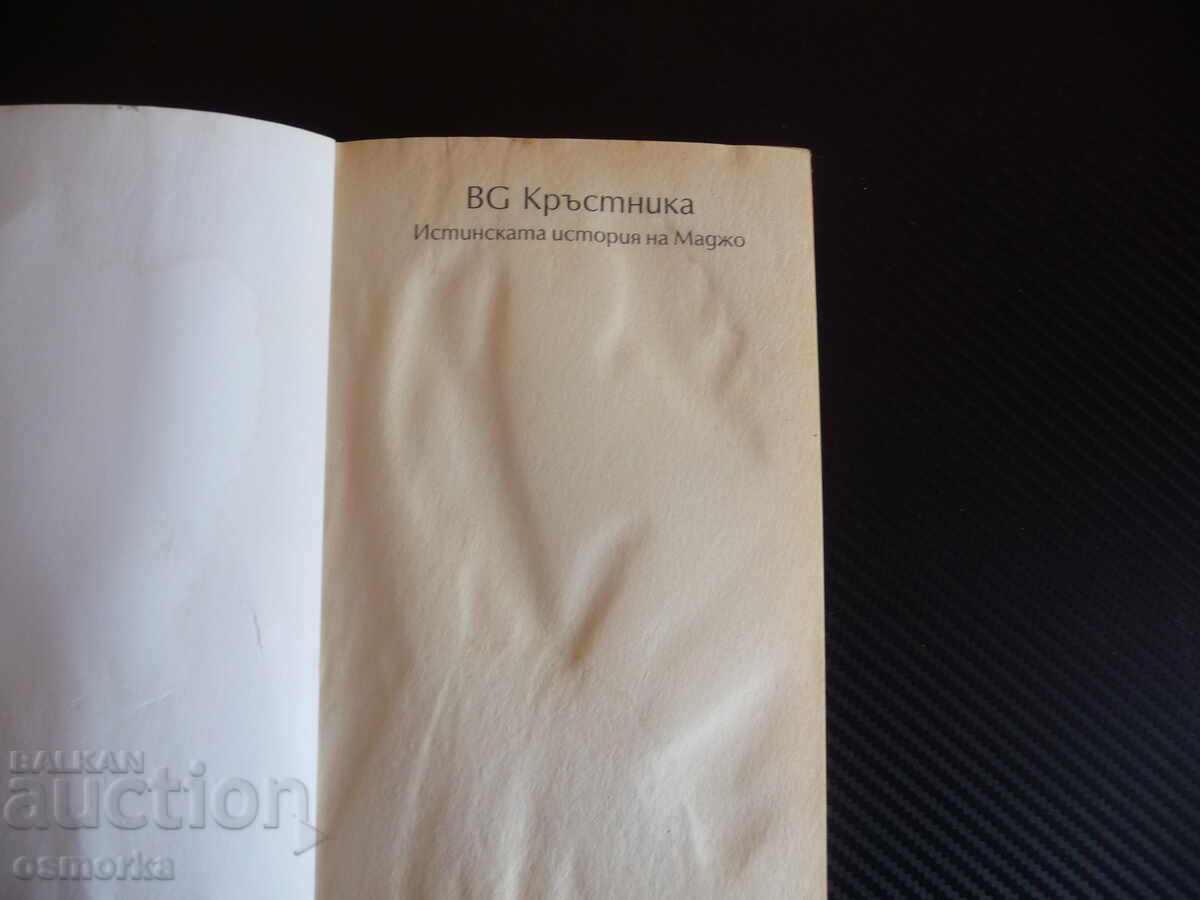 BG Кръстника
Истинската история на Маджо
BALKAN
auction
osmorka